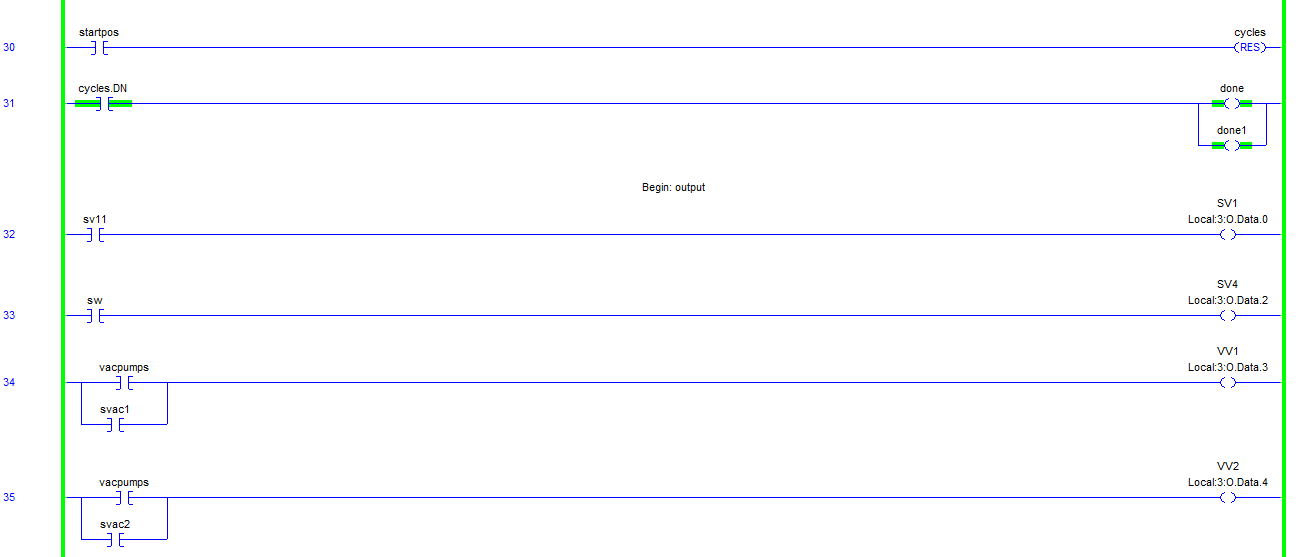 startpos cycles
30 RES
cycles.DN done
31
done1
Begin: output
SV1
sv11 Local:3:O.Data.0
32
SV4
sw Local:3:O.Data.2
33
VV1
vacpumps Local:3:O.Data.3
34
svac1
VV2
vacpumps Local:3:O.Data.4
35
svac2